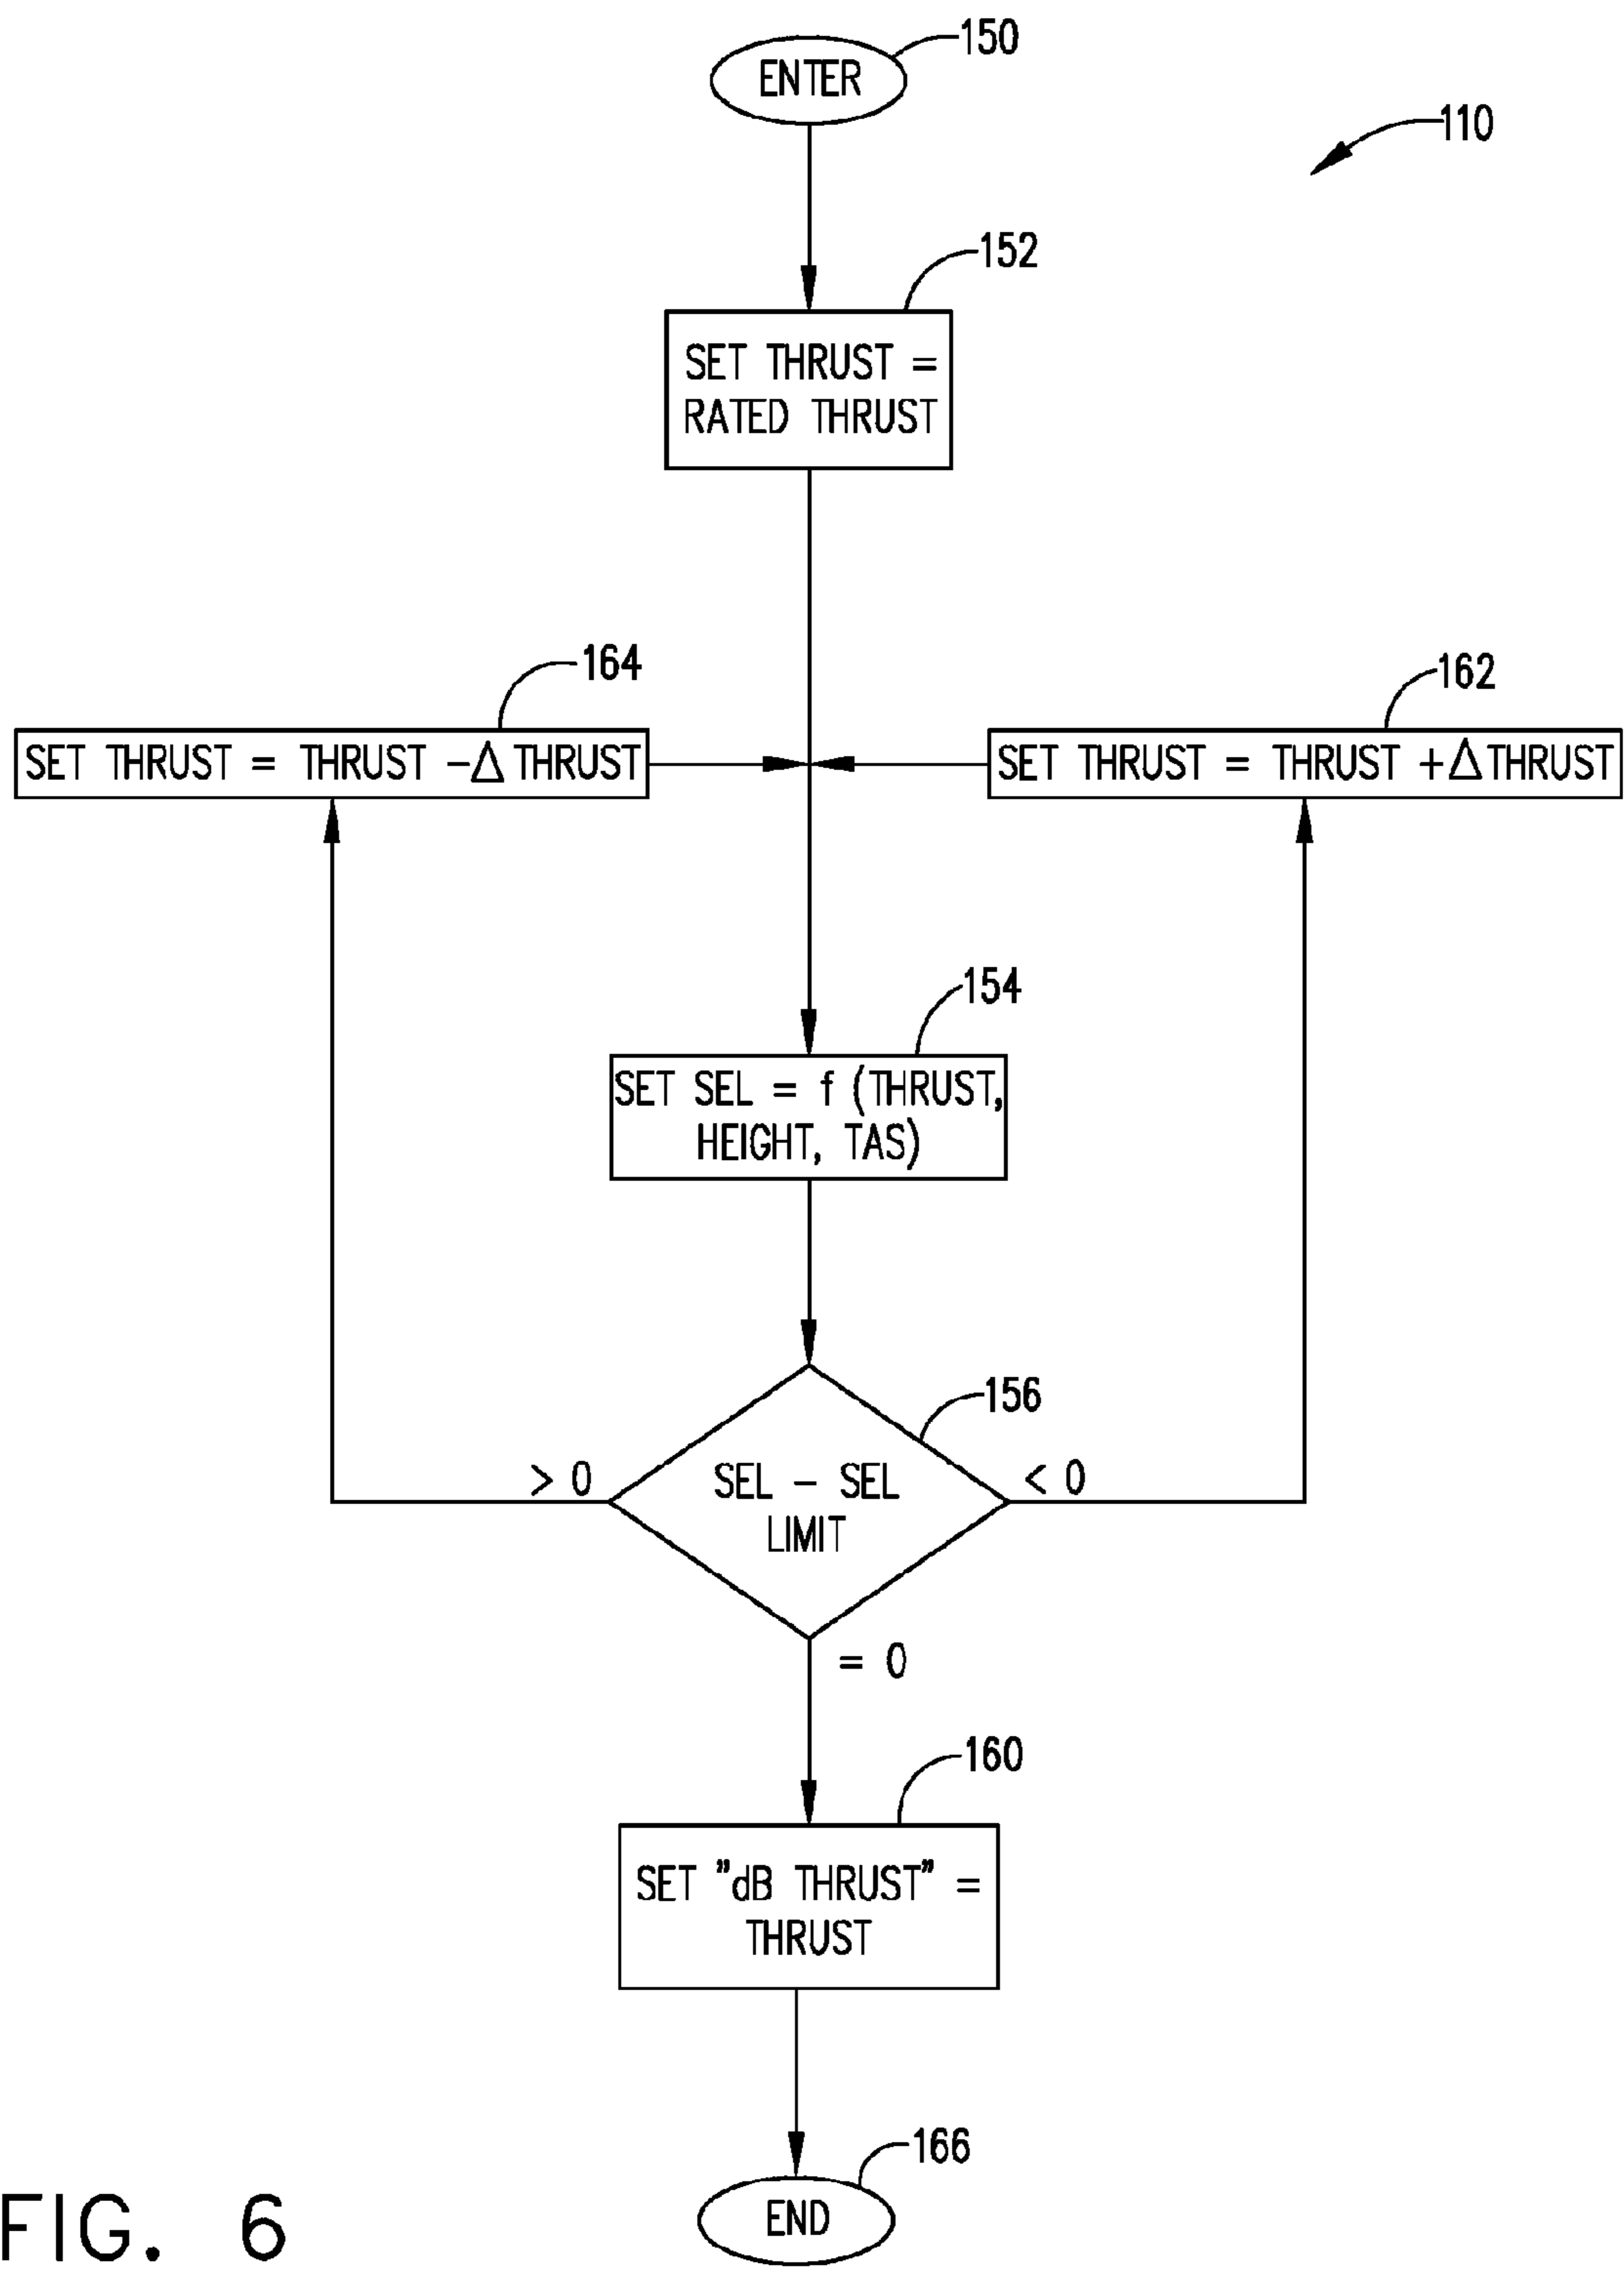 150
ENTER
110
152
SET THRUST =
RATED THRUST
164
162
SET THRUST = THRUST -Δ THRUST
SET THRUST = THRUST +Δ THRUST
154
SET SEL = f (THRUST,
HEIGHT, TAS)
156
> 0
SEL - SEL
LIMIT
< 0
= 0
160
SET "dB THRUST" =
THRUST
166
END
FIG. 6